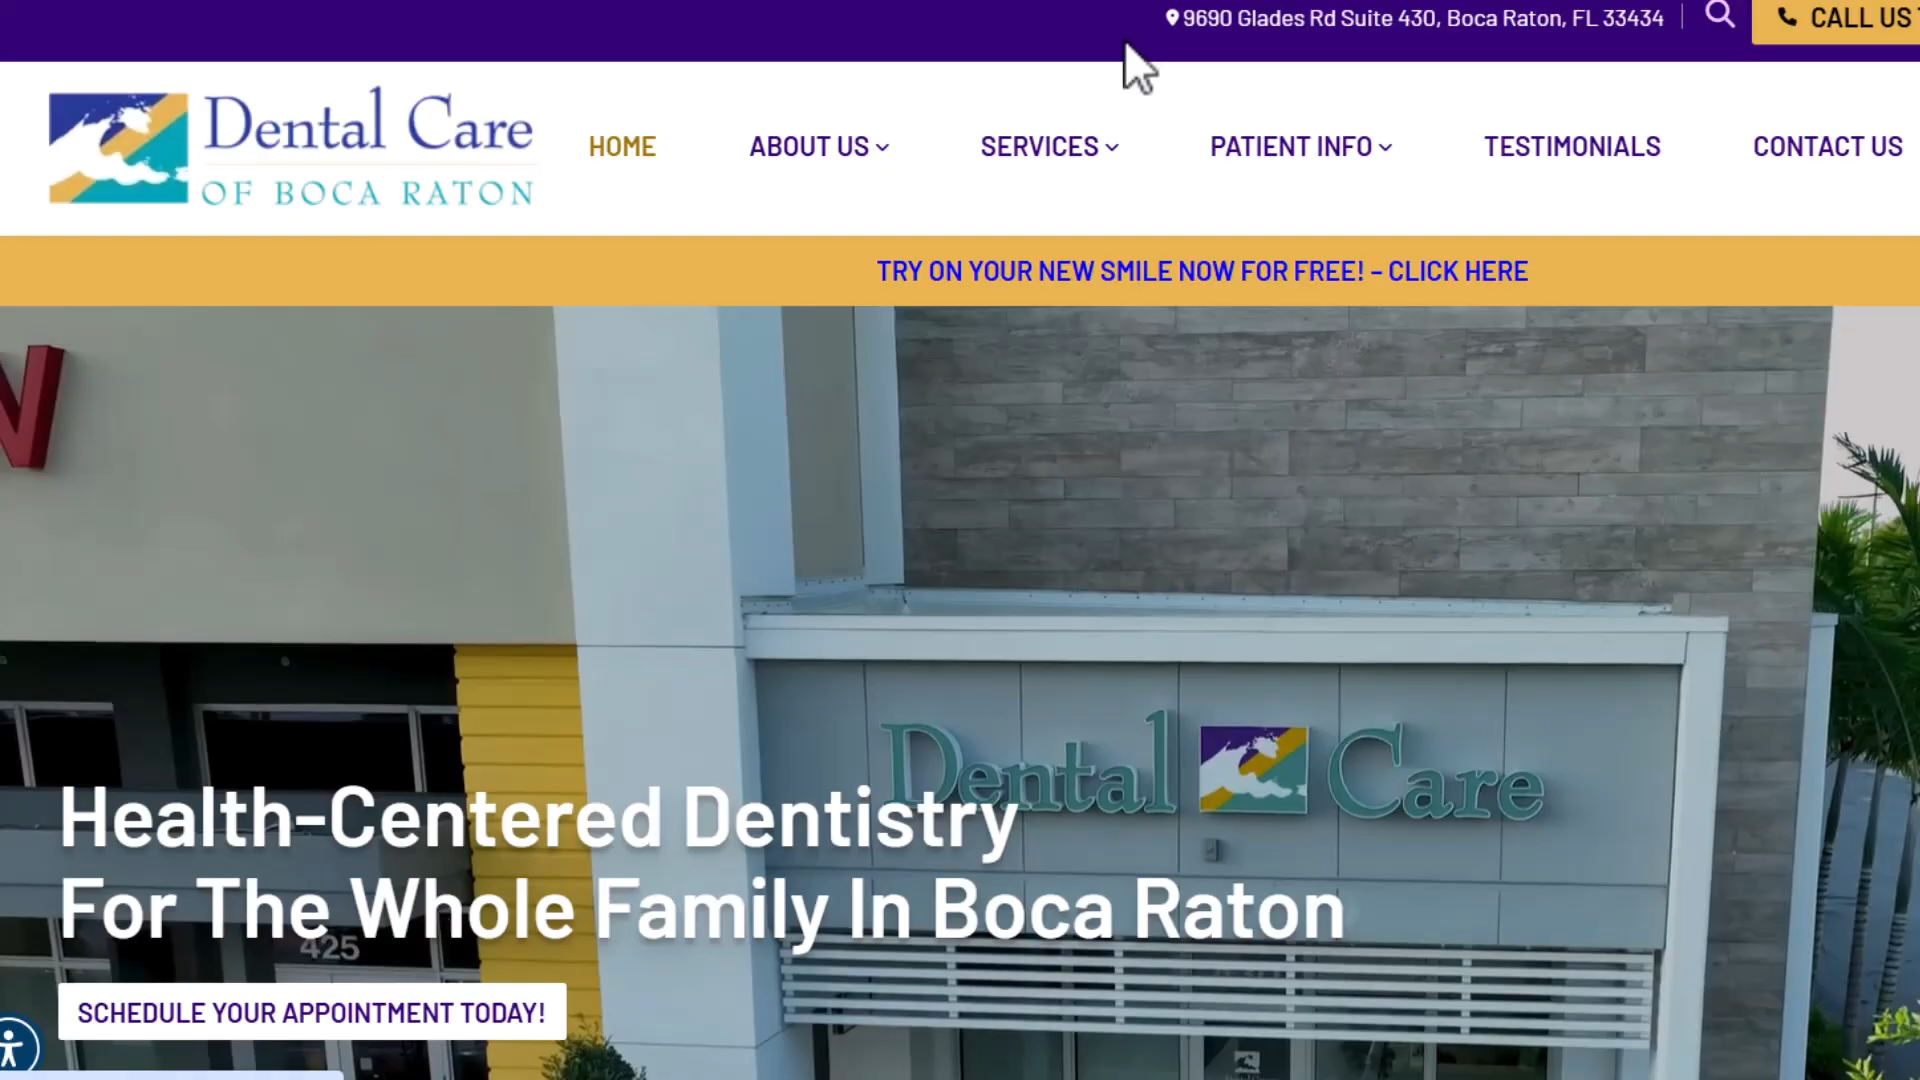 9690 Glades Rd Suite 430, Boca Raton, FL 33434
CALL US
Dental Care
OF BOCA RATON
HOME
ABOUT US
SERVICES
PATIENT INFO
TESTIMONIALS
CONTACT US
TRY ON YOUR NEW SMILE NOW FOR FREE! – CLICK HERE
Dental Care
Health-Centered Dentistry
For The Whole Family In Boca Raton
425
SCHEDULE YOUR APPOINTMENT TODAY!